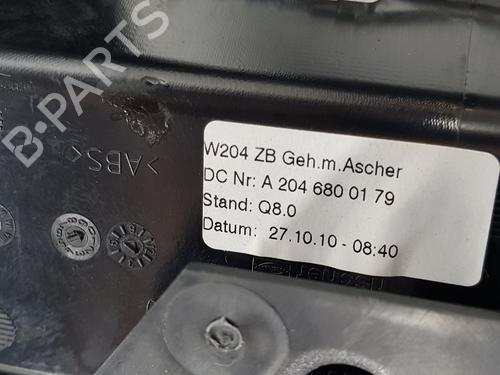 B-PARTS
>ABS<
W204 ZB Geh.m.Ascher
DC Nr: A 204 680 01 79
Stand: Q8.0
Datum: 27.10.10 - 08:40